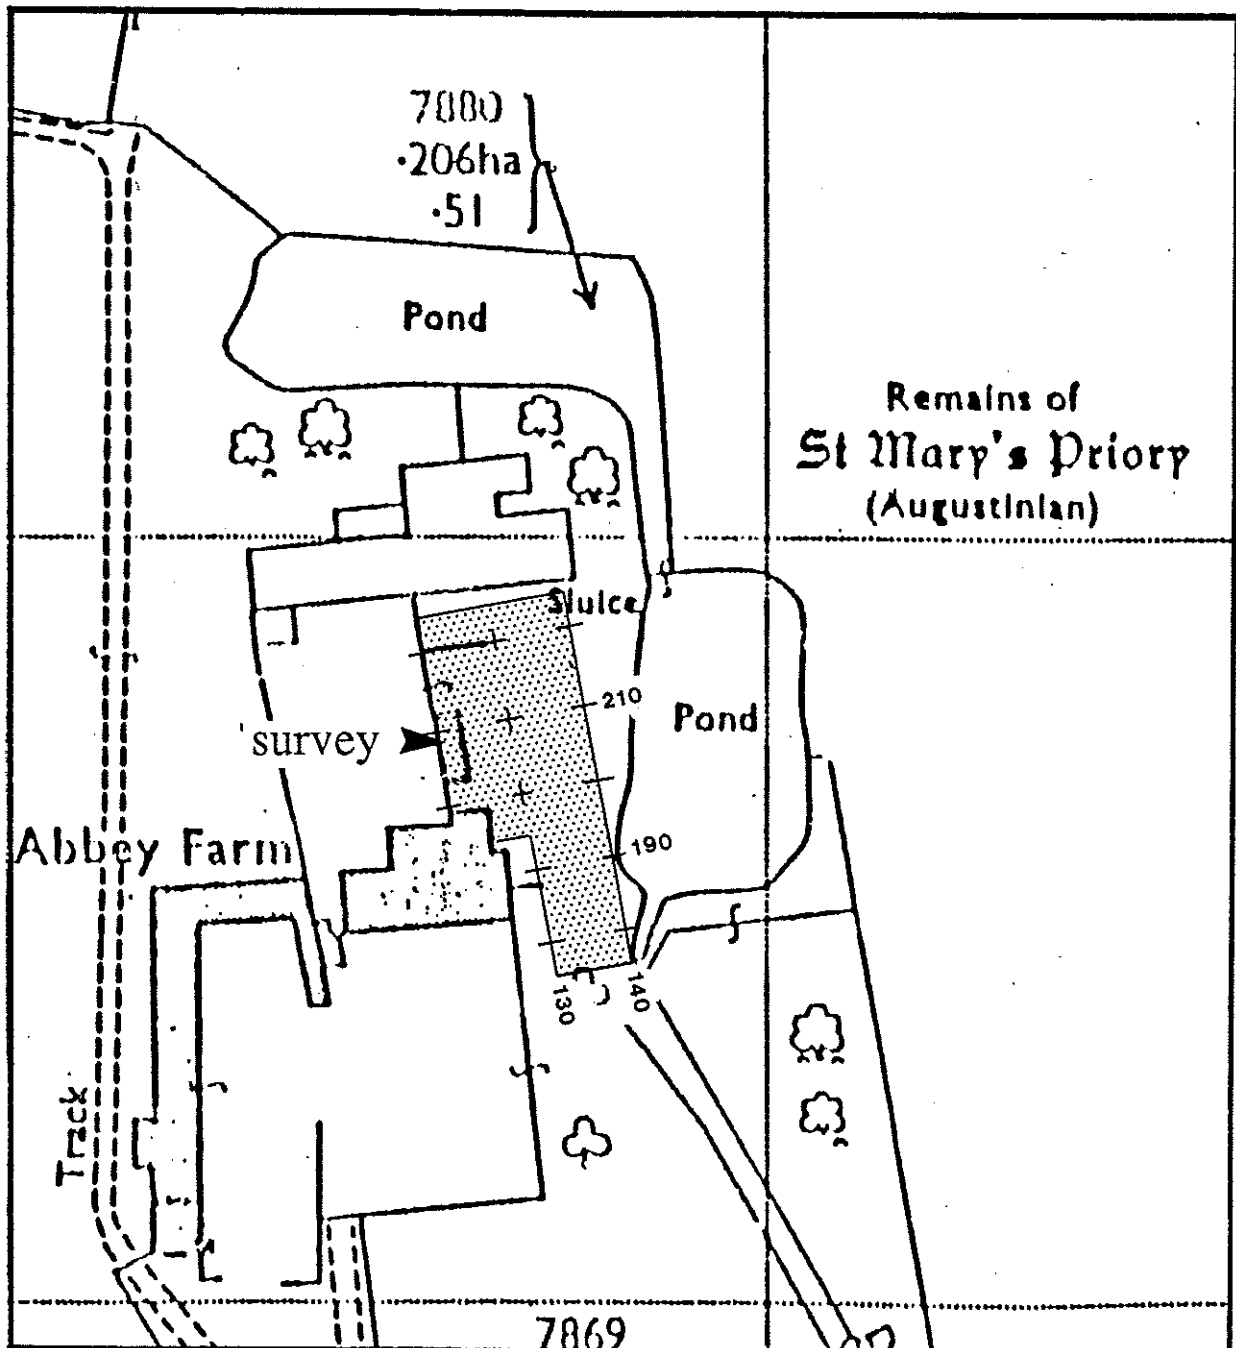 7880
·206ha
·51
Pond
Remains of
St Mary's Priory
(Augustinian)
Sluice
210
Pond
survey
190
Abbey Farm
130
140
Track
7869